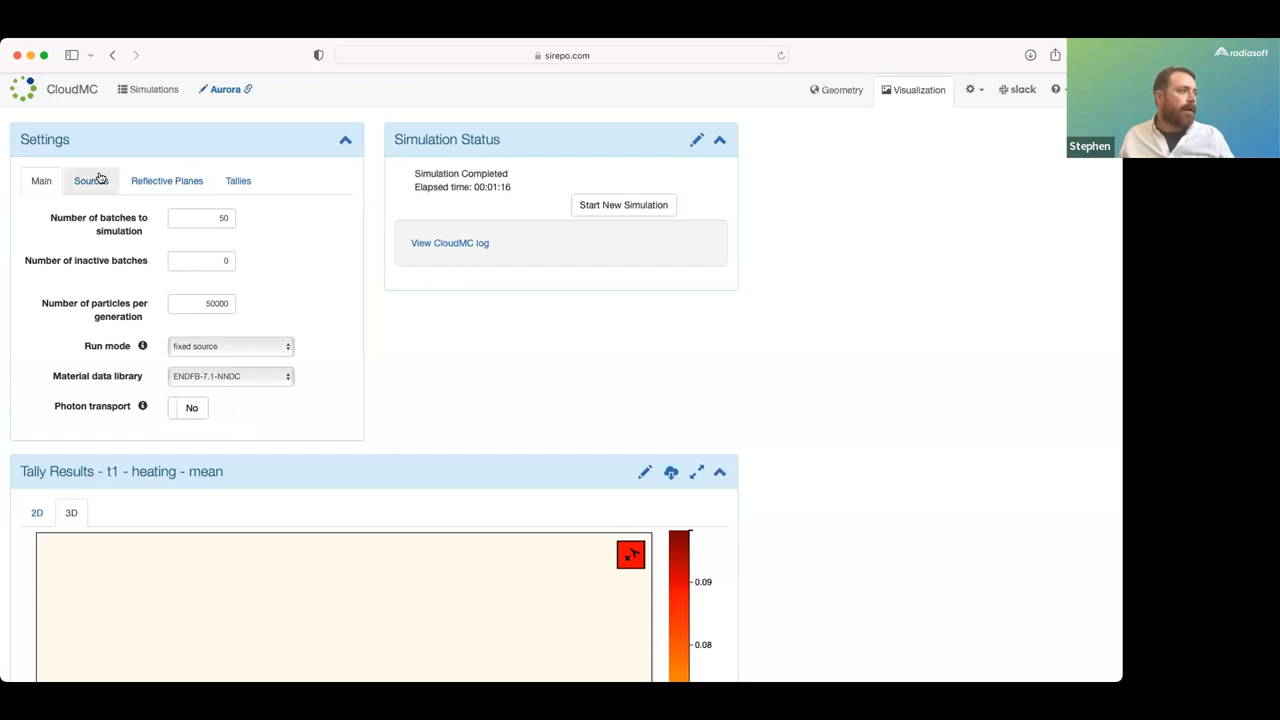 sirepo.com
radiasoft
CloudMC
Simulations
Aurora
Geometry
Visualization
slack
Stephen
Settings
Main
Sources
Reflective Planes
Tallies
Number of batches to
simulation
50
Number of inactive batches
0
Number of particles per
generation
50000
Run mode
fixed source
Material data library
ENDFB-7.1-NNDC
Photon transport
No
Simulation Status
Simulation Completed
Elapsed time: 00:01:16
Start New Simulation
View CloudMC log
Tally Results - t1 - heating - mean
2D
3D
0.09
0.08